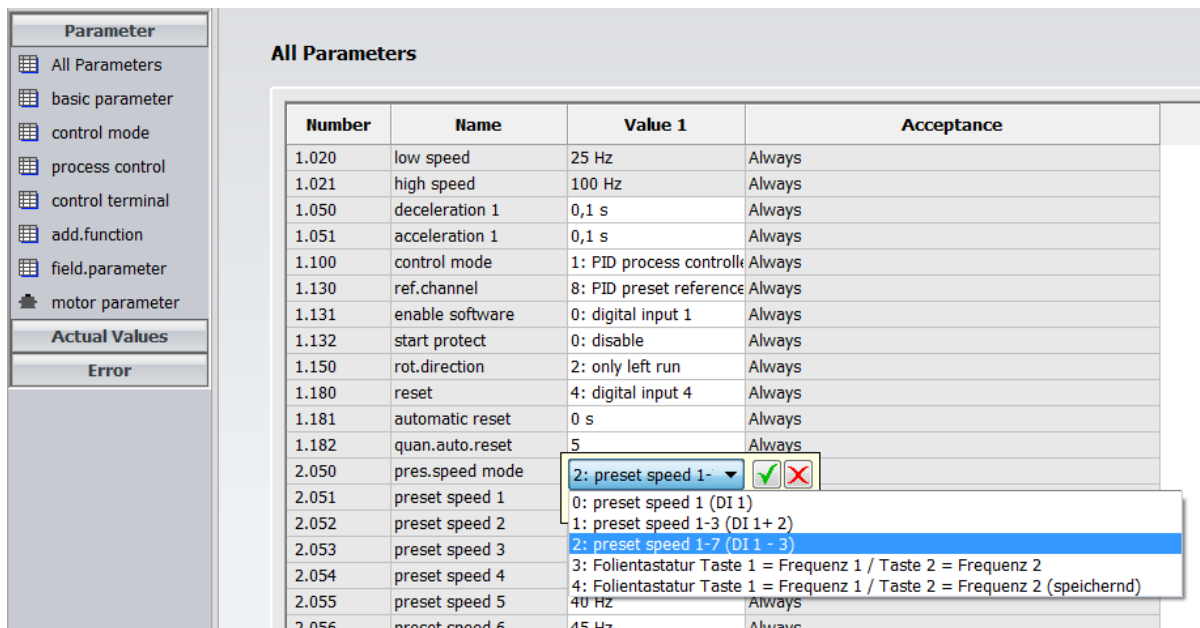 Parameter
All Parameters
basic parameter
control mode
process control
control terminal
add.function
field.parameter
motor parameter
Actual Values
Error
All Parameters
Number Name Value 1 Acceptance
1.020 low speed 25 Hz Always
1.021 high speed 100 Hz Always
1.050 deceleration 1 0,1 s Always
1.051 acceleration 1 0,1 s Always
1.100 control mode 1: PID process controlle Always
1.130 ref.channel 8: PID preset reference Always
1.131 enable software 0: digital input 1 Always
1.132 start protect 0: disable Always
1.150 rot.direction 2: only left run Always
1.180 reset 4: digital input 4 Always
1.181 automatic reset 0 s Always
1.182 quan.auto.reset 5 Always
2.050 pres.speed mode 2: preset speed 1-
2.051 preset speed 1
0: preset speed 1 (DI 1)
2.052 preset speed 2
1: preset speed 1-3 (DI 1+ 2)
2.053 preset speed 3
2: preset speed 1-7 (DI 1 - 3)
2.054 preset speed 4
3: Folientastatur Taste 1 = Frequenz 1 / Taste 2 = Frequenz 2
4: Folientastatur Taste 1 = Frequenz 1 / Taste 2 = Frequenz 2 (speichernd)
2.055 preset speed 5 40 Hz Always
2.056 preset speed 6 45 Hz Always